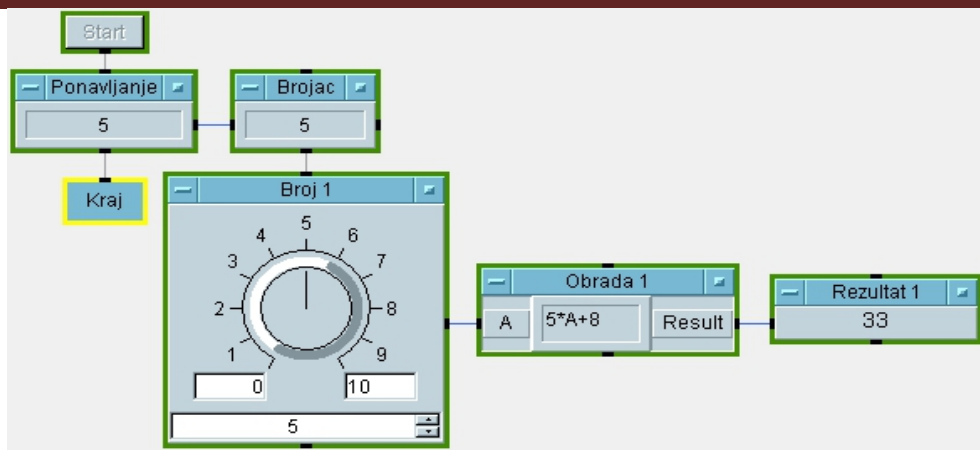 Start
Ponavljanje
5
Brojac
5
Kraj
Broj 1
1
2
3
4
5
6
7
8
9
0
10
5
Obrada 1
A
5*A+8
Result
Rezultat 1
33